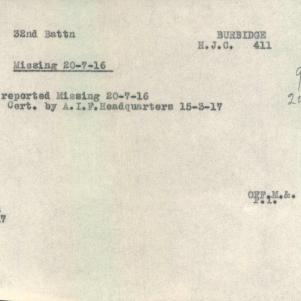 32nd Battn BURBIDGE
H.J.C. 411
Missing 20-7-16
reported Missing 20-7-16
Cert. by A.I.F.Headquarters 15-3-17